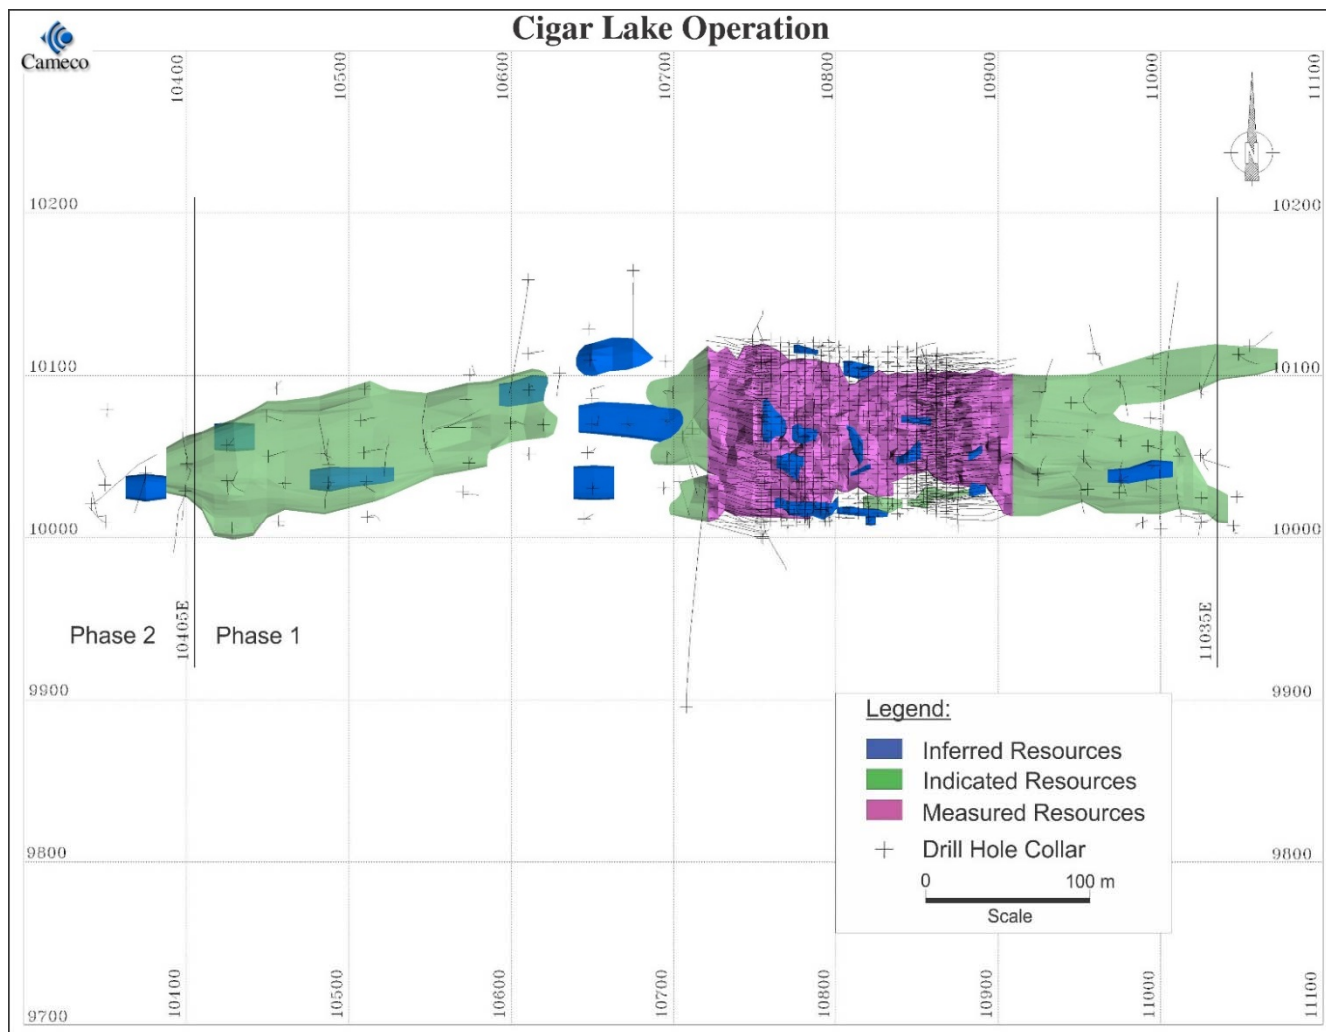 Cigar Lake Operation
Cameco
10400
10500
10600
10700
10800
10900
11000
11100
10200
10200
10100
10100
10000
10000
10405E
11035E
Phase 2
Phase 1
9900
9900
Legend:
Inferred Resources
Indicated Resources
Measured Resources
Drill Hole Collar
0
100 m
Scale
9800
9800
10400
10500
10600
10700
10800
10900
11000
11100
9700
N